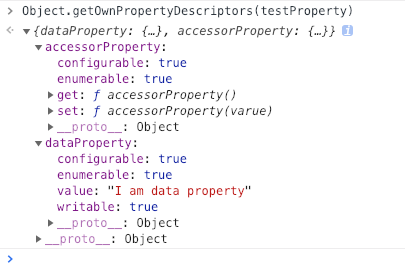 > Object.getOwnPropertyDescriptors(testProperty)
{dataProperty: {…}, accessorProperty: {…}} i
accessorProperty:
configurable: true
enumerable: true
get: ƒ accessorProperty()
set: ƒ accessorProperty(varue)
__proto__: Object
dataProperty:
configurable: true
enumerable: true
value: "I am data property"
writable: true
__proto__: Object
__proto__: Object
>